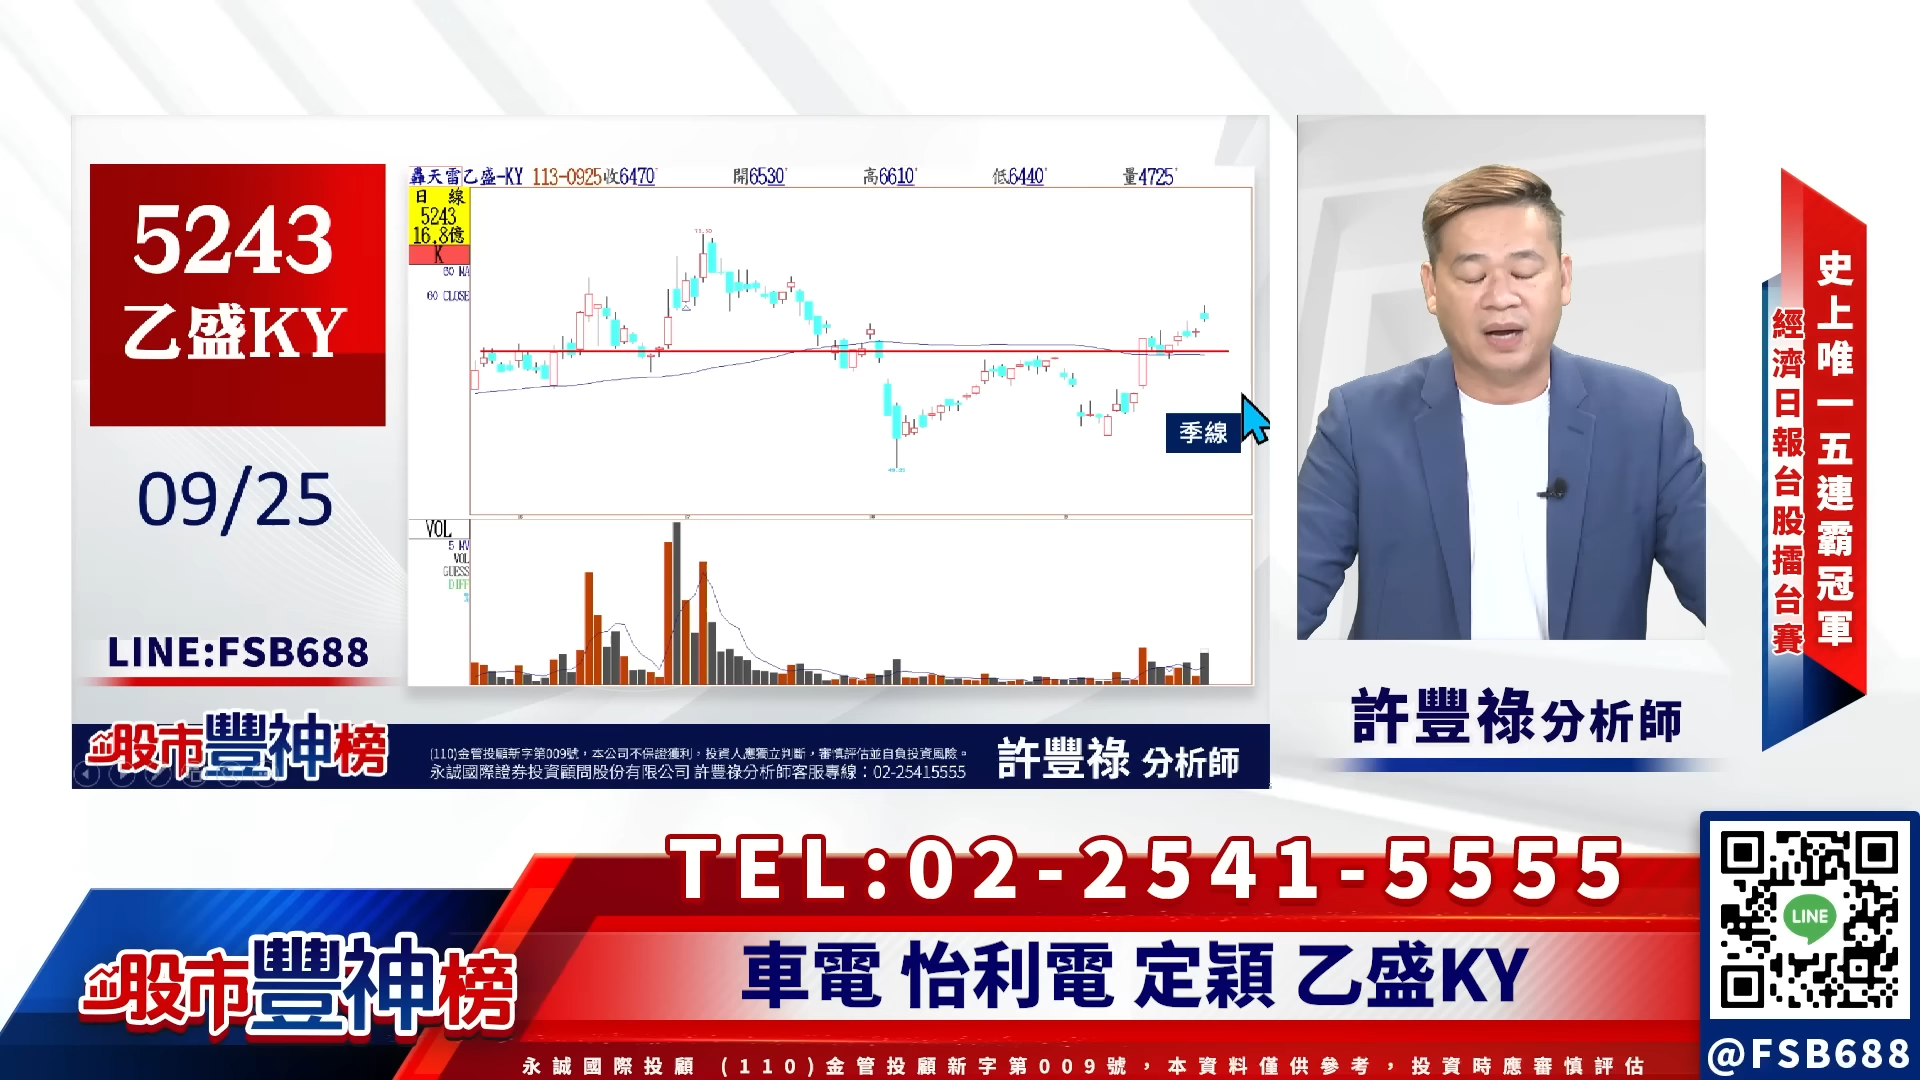 5243
乙盛KY
09/25
LINE:FSB688
轟天雷乙盛-KY 113-0925收6470 開6530 高6610 低6440 量4725
日 線
5243
16.8億
K
60 MA
60 CLOSE
季線
VOL
5 MV
VOL
GUESS
DIFF
股市豐神榜
(110)金管投顧新字第009號，本公司不保證獲利，投資人應獨立判斷，審慎評估並自負投資風險。
永誠國際證券投資顧問股份有限公司 許豐祿分析師客服專線：02-25415555
許豐祿 分析師
許豐祿分析師
史上唯一五連霸冠軍
經濟日報台股擂台賽
TEL:02-2541-5555
股市豐神榜
車電 怡利電 定穎 乙盛KY
永誠國際投顧 (110)金管投顧新字第009號，本資料僅供參考，投資時應審慎評估
LINE
@FSB688